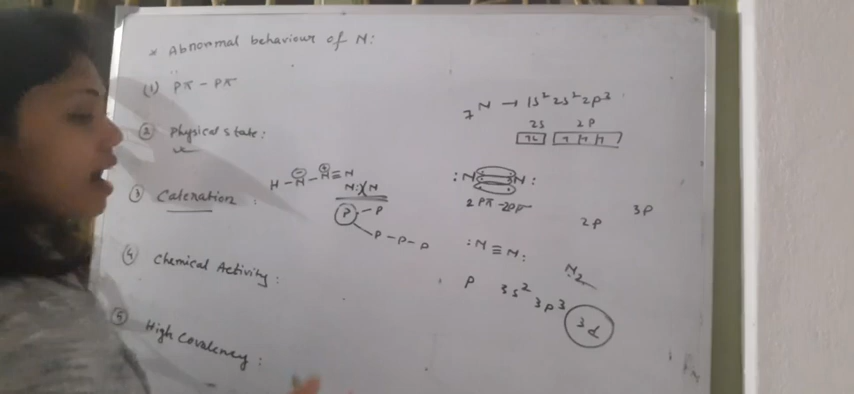 * Abnormal behaviour of N:
(1) Pπ - Pπ
② Physical state:
③ Catenation:
④ Chemical Activity:
⑤ High Covalency:
H - N - N ≡ N
⊖ ⊕
N:X N
P - P
P - P - P
₇N → 1s² 2s² 2p³
2s 2P
:N N:
2Pπ - 2Pπ
:N ≡ N:
2P 3P
N₂
P 3s² 3p³ 3d